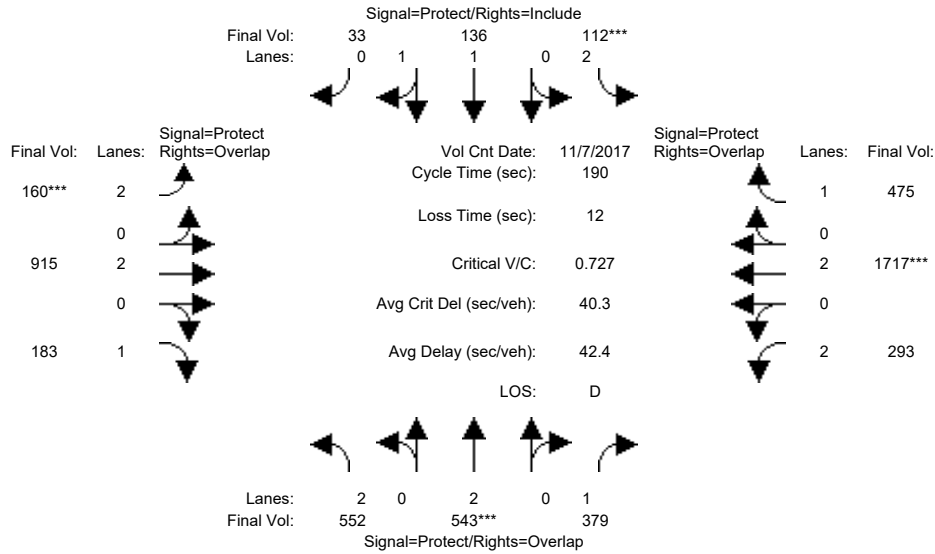 Signal=Protect/Rights=Include
Final Vol: 33 136 112***
Lanes: 0 1 1 0 2
Signal=Protect
Final Vol: Lanes: Rights=Overlap
Vol Cnt Date: 11/7/2017
Signal=Protect
Rights=Overlap Lanes: Final Vol:
Cycle Time (sec): 190
160*** 2
1 475
Loss Time (sec): 12
0
0
915 2
Critical V/C: 0.727
2 1717***
0
Avg Crit Del (sec/veh): 40.3
0
183 1
Avg Delay (sec/veh): 42.4
2 293
LOS: D
Lanes: 2 0 2 0 1
Final Vol: 552 543*** 379
Signal=Protect/Rights=Overlap